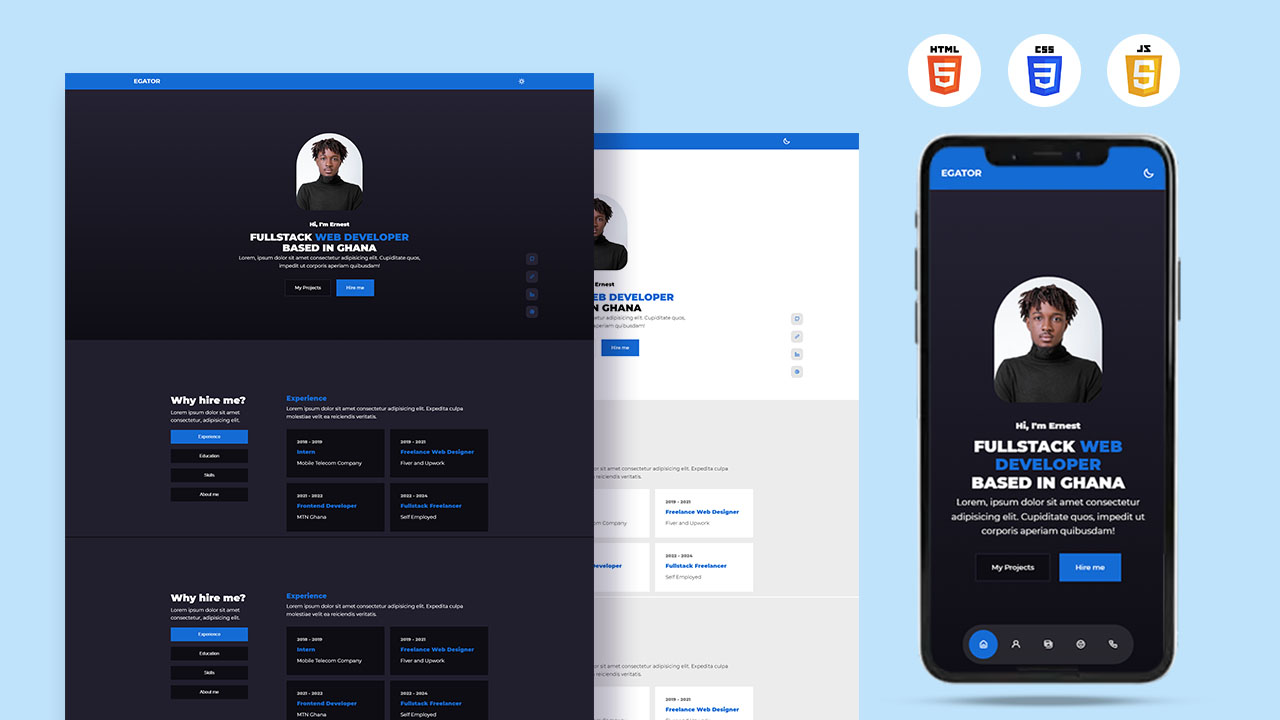 HTML
CSS
JS
EGATOR
Hi, I'm Ernest
FULLSTACK WEB DEVELOPER
BASED IN GHANA
Lorem, ipsum dolor sit amet consectetur adipisicing elit. Cupiditate quos,
impedit ut corporis aperiam quibusdam!
My Projects
Hire me
Why hire me?
Lorem ipsum dolor sit amet
consectetur, adipisicing elit.
Experience
Education
Skills
About me
Experience
Lorem ipsum dolor sit amet consectetur adipisicing elit. Expedita culpa
molestiae velit ea reiciendis veritatis.
2018 - 2019
Intern
Mobile Telecom Company
2019 - 2021
Freelance Web Designer
Fiver and Upwork
2021 - 2022
Frontend Developer
MTN Ghana
2022 - 2024
Fullstack Freelancer
Self Employed
Why hire me?
Lorem ipsum dolor sit amet
consectetur, adipisicing elit.
Experience
Education
Skills
About me
Experience
Lorem ipsum dolor sit amet consectetur adipisicing elit. Expedita culpa
molestiae velit ea reiciendis veritatis.
2018 - 2019
Intern
Mobile Telecom Company
2019 - 2021
Freelance Web Designer
Fiver and Upwork
2021 - 2022
Frontend Developer
MTN Ghana
2022 - 2024
Fullstack Freelancer
Self Employed
Ernest
EB DEVELOPER
N GHANA
nsectetur adipisicing elit. Cupiditate quos,
aperiam quibusdam!
Hire me
or sit amet consectetur adipisicing elit. Expedita culpa
reiciendis veritatis.
om Company
2019 - 2021
Freelance Web Designer
Fiver and Upwork
eveloper
2022 - 2024
Fullstack Freelancer
Self Employed
or sit amet consectetur adipisicing elit. Expedita culpa
reiciendis veritatis.
2019 - 2021
Freelance Web Designer
EGATOR
Hi, I'm Ernest
FULLSTACK WEB
DEVELOPER
BASED IN GHANA
Lorem, ipsum dolor sit amet consectetur
adipisicing elit. Cupiditate quos, impedit ut
corporis aperiam quibusdam!
My Projects
Hire me